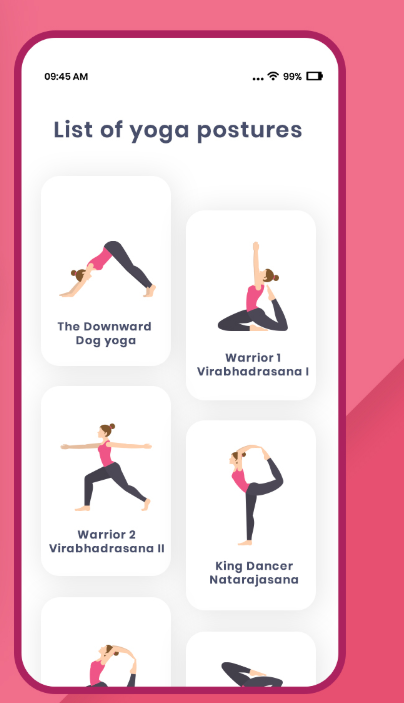 09:45 AM
99%
List of yoga postures
The Downward
Dog yoga
Warrior 1
Virabhadrasana I
Warrior 2
Virabhadrasana II
King Dancer
Natarajasana